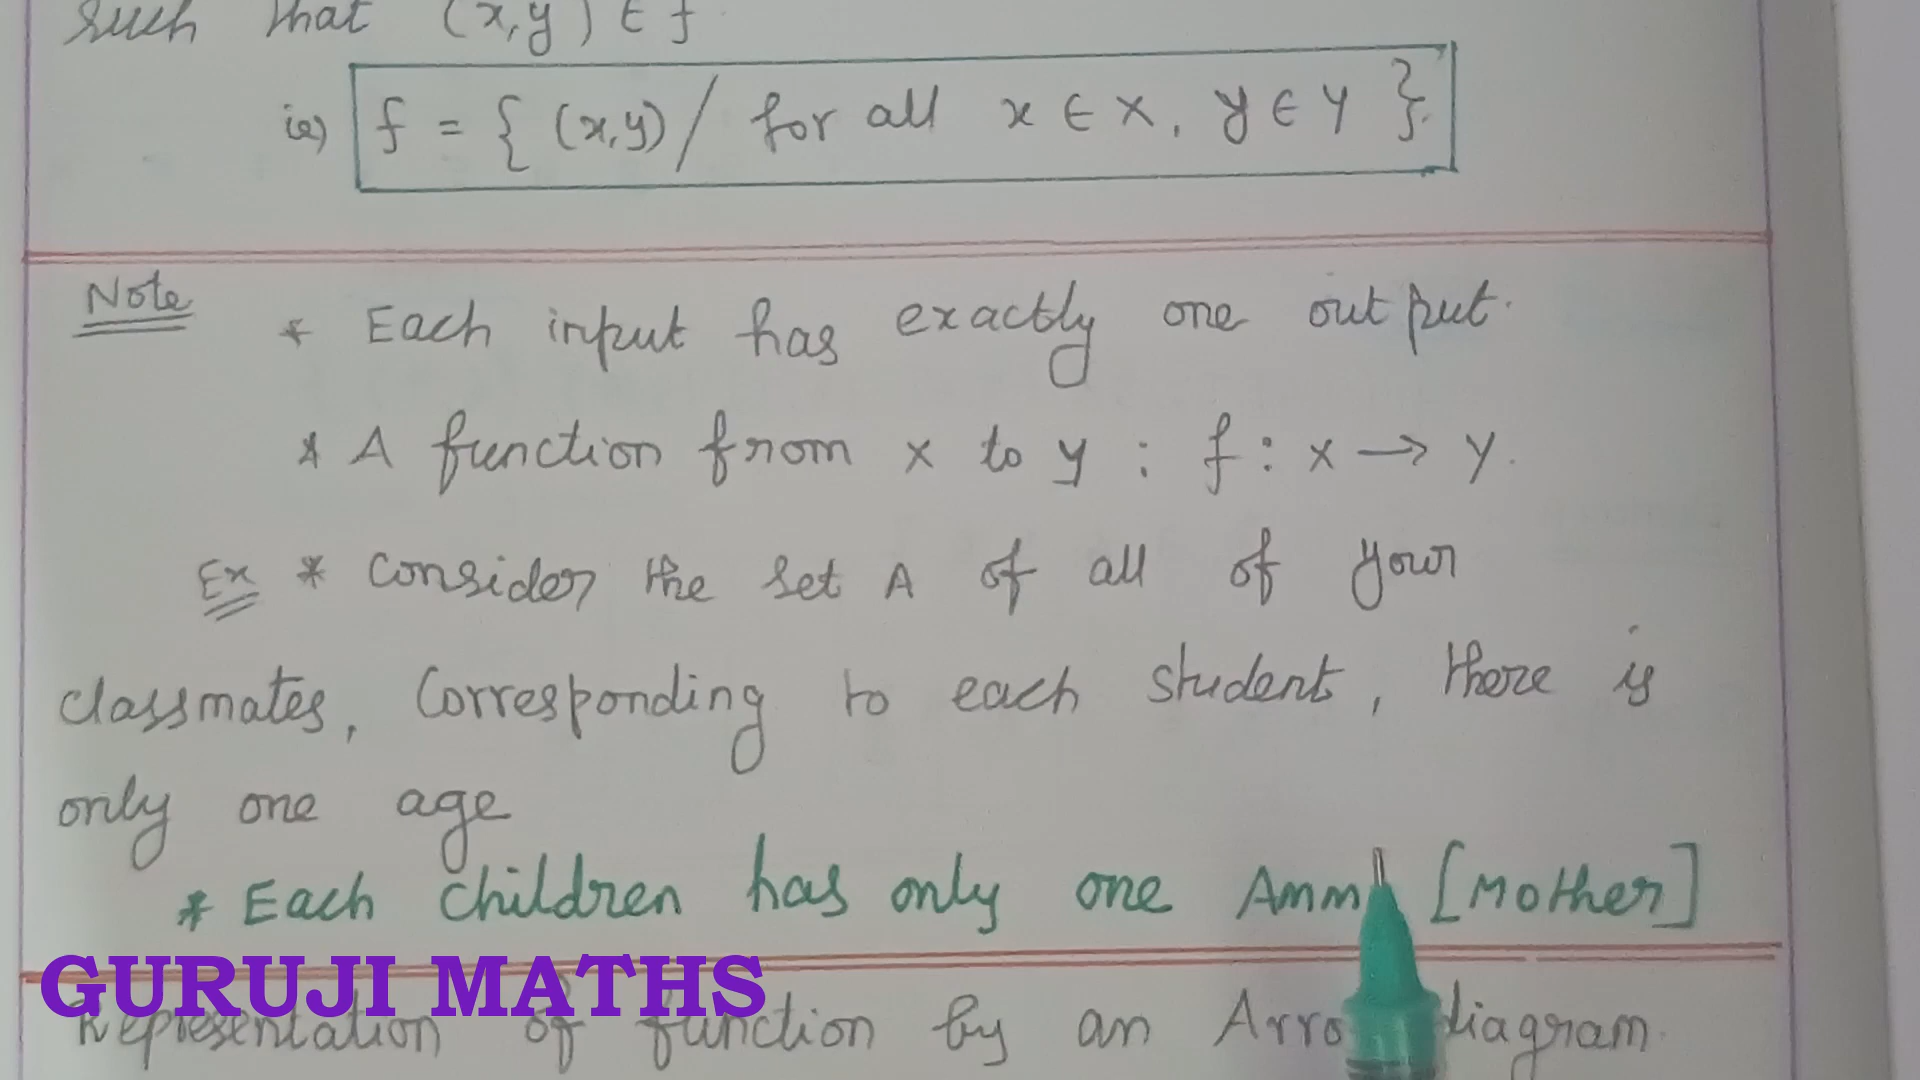 such that (x,y) ∈ f
ie) f = { (x,y) / for all x ∈ X, y ∈ Y }.
Note * Each input has exactly one output.
* A function from x to y : f : x → y.
Ex * Consider the set A of all of your
classmates, Corresponding to each student, there is
only one age
* Each children has only one Amm [Mother]
GURUJI MATHS
Representation of function by an Arro diagram.